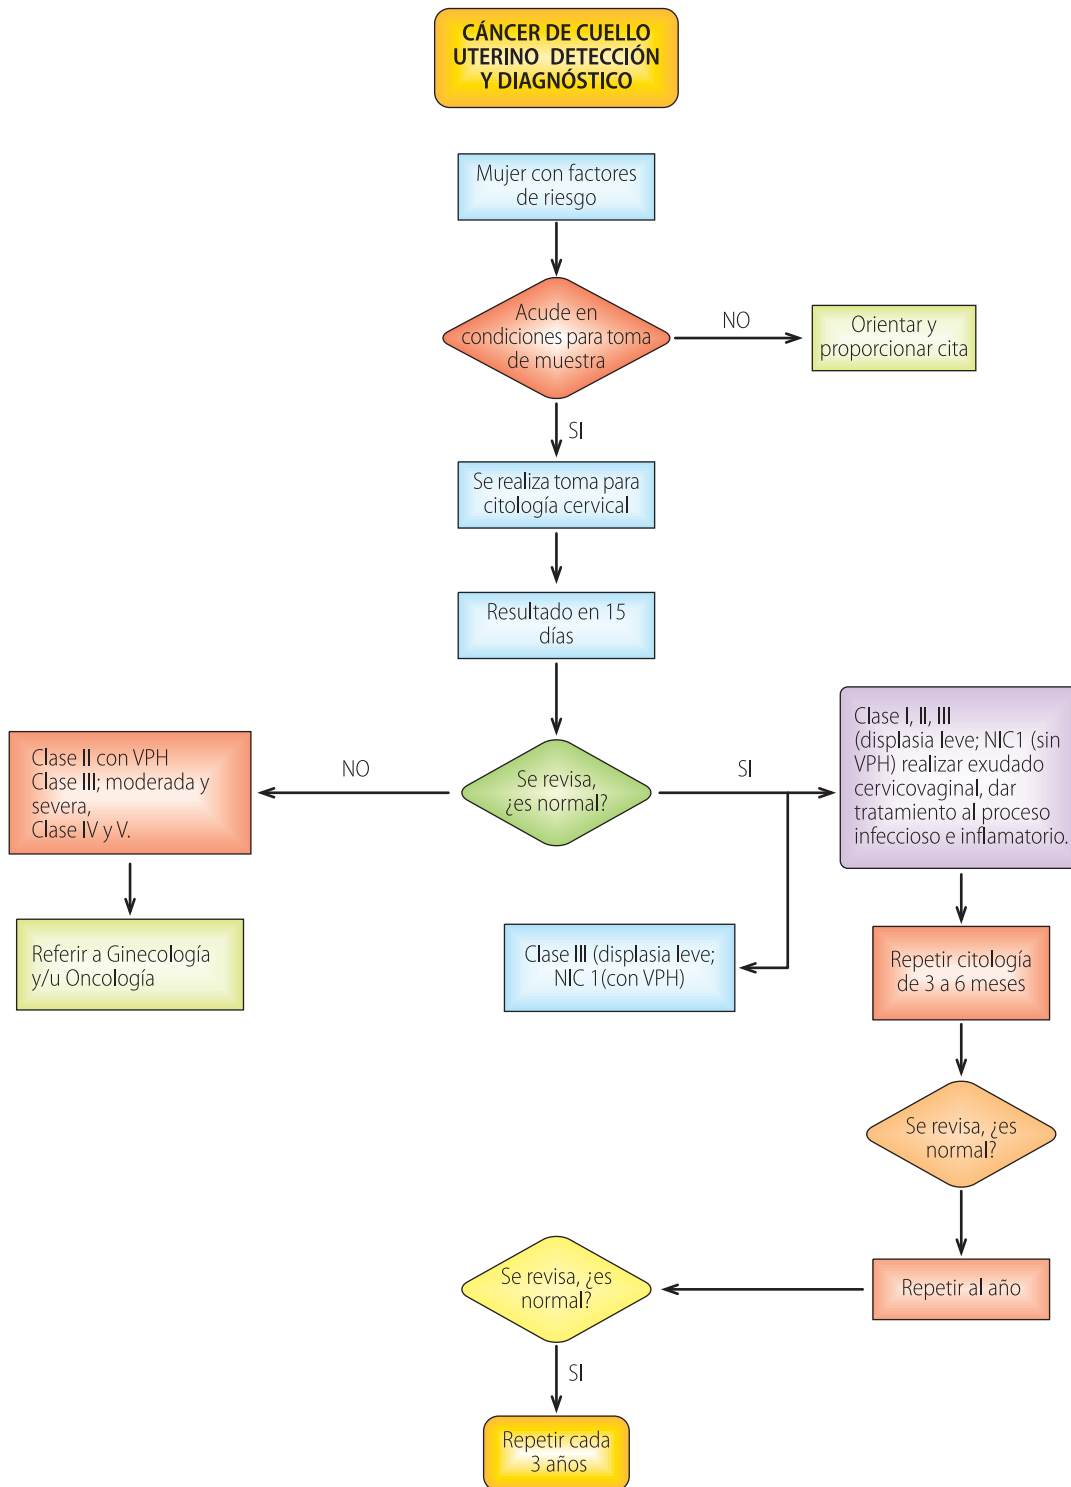 CÁNCER DE CUELLO
UTERINO DETECCIÓN
Y DIAGNÓSTICO
Mujer con factores
de riesgo
Acude en
condiciones para toma
de muestra
NO
Orientar y
proporcionar cita
SI
Se realiza toma para
citología cervical
Resultado en 15
días
Se revisa,
¿es normal?
NO
Clase II con VPH
Clase III; moderada y
severa,
Clase IV y V.
Referir a Ginecología
y/u Oncología
SI
Clase I, II, III
(displasia leve; NIC1 (sin
VPH) realizar exudado
cervicovaginal, dar
tratamiento al proceso
infeccioso e inflamatorio.
Clase III (displasia leve;
NIC 1(con VPH)
Repetir citología
de 3 a 6 meses
Se revisa, ¿es
normal?
Repetir al año
Se revisa, ¿es
normal?
SI
Repetir cada
3 años